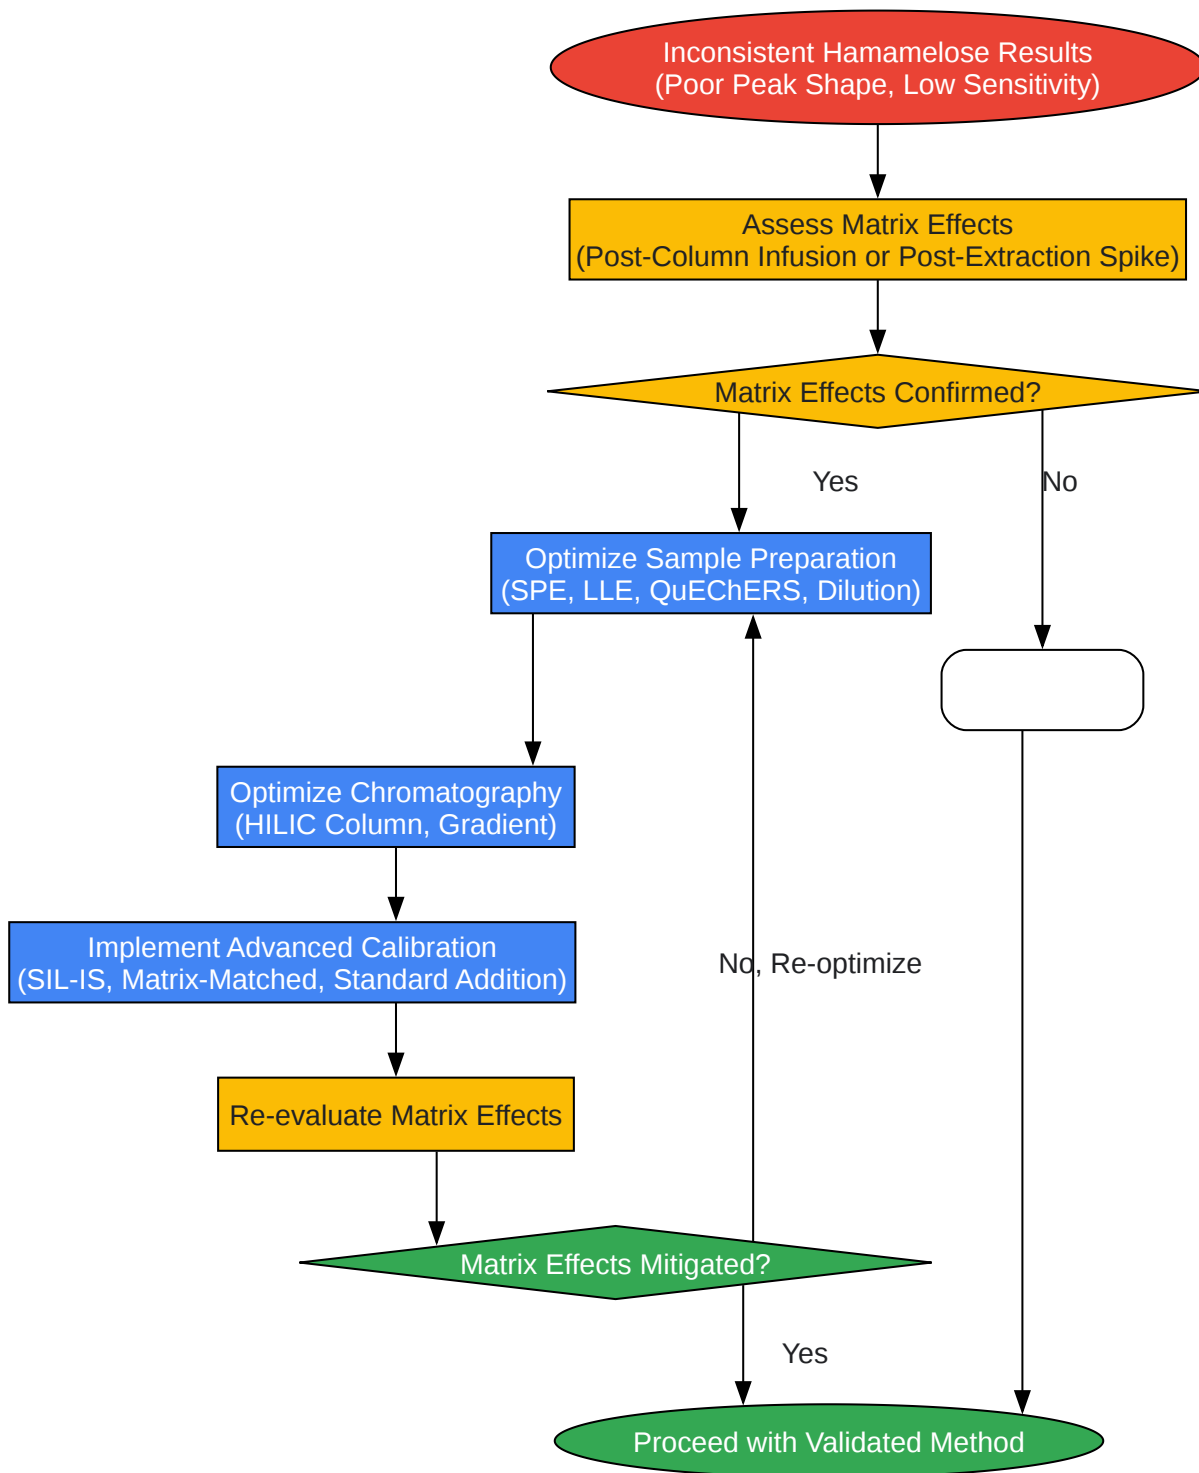 Inconsistent Hamamelose Results
(Poor Peak Shape, Low Sensitivity)
Assess Matrix Effects
(Post-Column Infusion or Post-Extraction Spike)
Matrix Effects Confirmed?
Yes
No
Optimize Sample Preparation
(SPE, LLE, QuEChERS, Dilution)
Optimize Chromatography
(HILIC Column, Gradient)
Implement Advanced Calibration
(SIL-IS, Matrix-Matched, Standard Addition)
No, Re-optimize
Re-evaluate Matrix Effects
Matrix Effects Mitigated?
Yes
Proceed with Validated Method